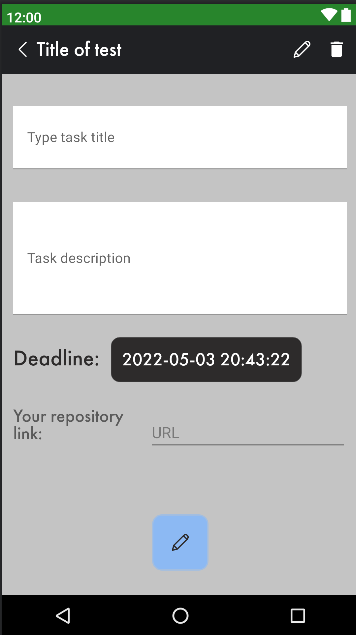 12:00
Title of test
Type task title
Task description
Deadline: 2022-05-03 20:43:22
Your repository
link:
URL